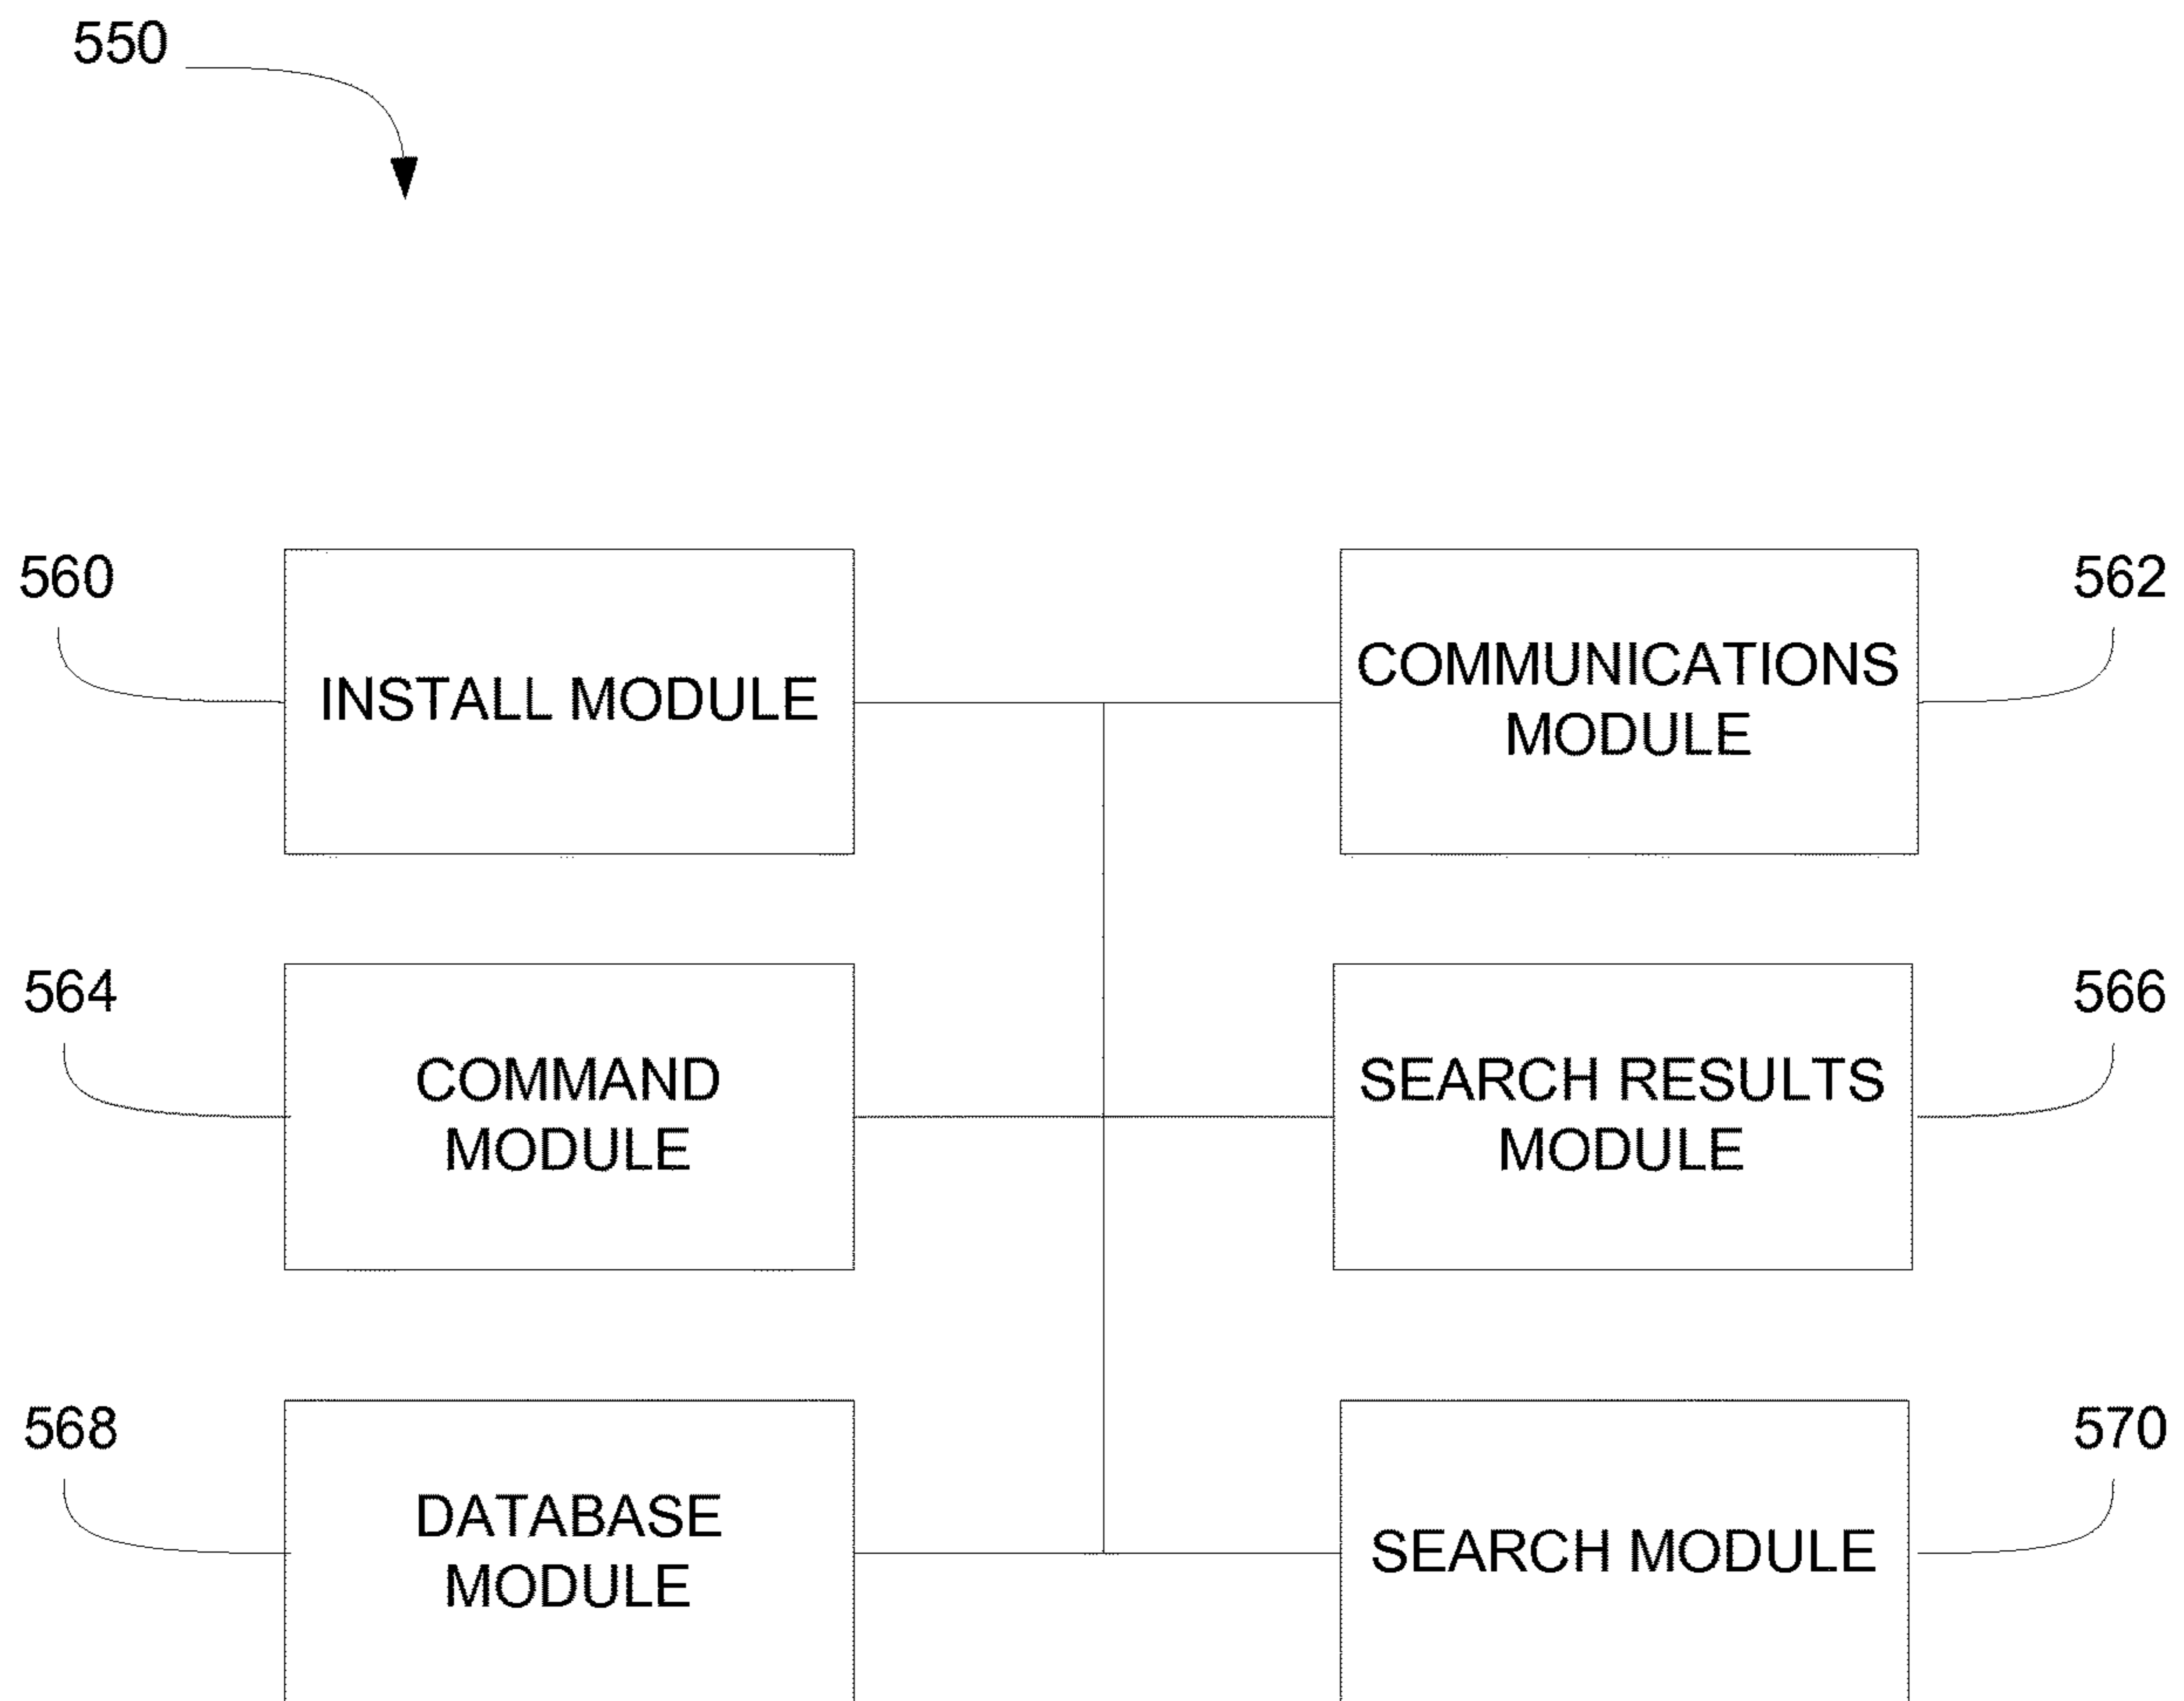 550
560
INSTALL MODULE
COMMUNICATIONS
MODULE
562
564
COMMAND
MODULE
SEARCH RESULTS
MODULE
566
568
DATABASE
MODULE
SEARCH MODULE
570